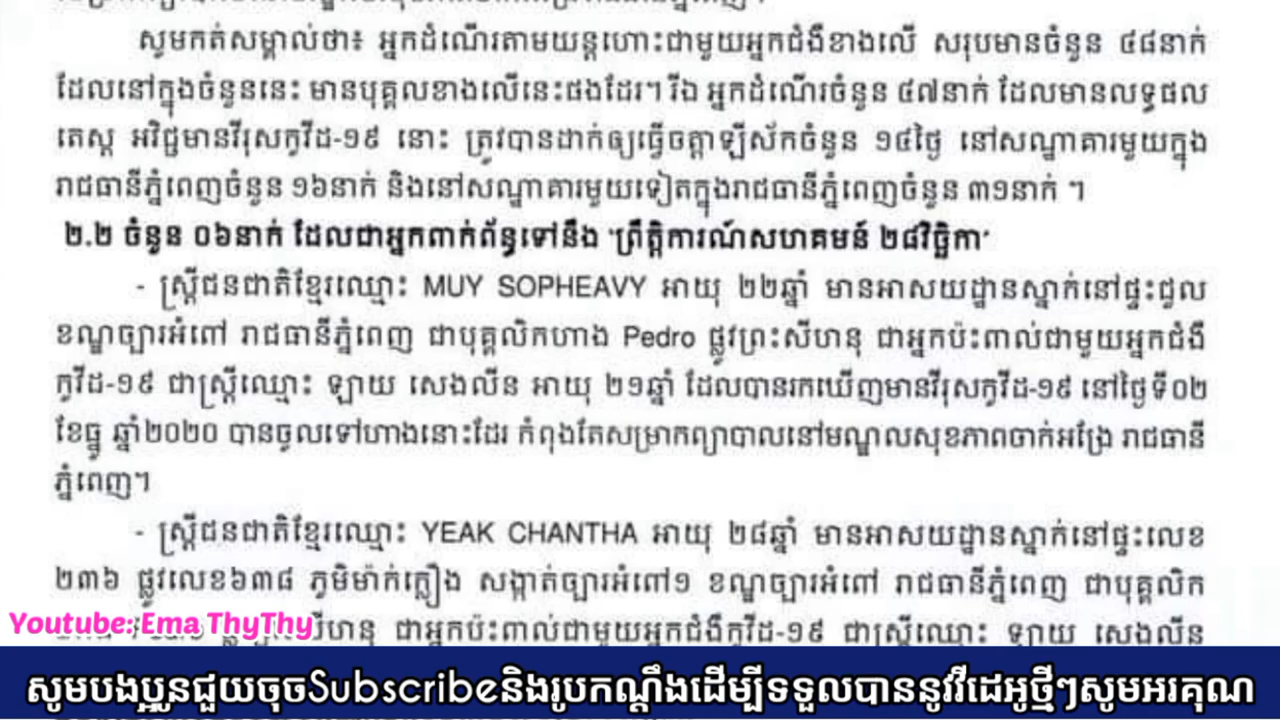 សូមកត់សម្គាល់ថា៖ អ្នកដំណើរតាមយន្តហោះជាមួយអ្នកជំងឺខាងលើ សរុបមានចំនួន ៤៨នាក់
ដែលនៅក្នុងចំនួននេះ មានបុគ្គលខាងលើនេះផងដែរ។ រីឯ អ្នកដំណើរចំនួន ៤៧នាក់ ដែលមានលទ្ធផល
តេស្ត អវិជ្ជមានវីរុសកូវីដ-១៩ នោះ ត្រូវបានដាក់ឲ្យធ្វើចត្តាឡីស័កចំនួន ១៤ថ្ងៃ នៅសណ្ឋាគារមួយក្នុង
រាជធានីភ្នំពេញចំនួន ១៦នាក់ និងនៅសណ្ឋាគារមួយទៀតក្នុងរាជធានីភ្នំពេញចំនួន ៣១នាក់ ។
២.២ ចំនួន ០៦នាក់ ដែលជាអ្នកពាក់ព័ន្ធទៅនឹង "ព្រឹត្តិការណ៍សហគមន៍ ២៨វិច្ឆិកា"
- ស្ត្រីជនជាតិខ្មែរឈ្មោះ MUY SOPHEAVY អាយុ ២២ឆ្នាំ មានអាសយដ្ឋានស្នាក់នៅផ្ទះជួល
ខណ្ឌច្បារអំពៅ រាជធានីភ្នំពេញ ជាបុគ្គលិកហាង Pedro ផ្លូវព្រះសីហនុ ជាអ្នកប៉ះពាល់ជាមួយអ្នកជំងឺ
កូវីដ-១៩ ជាស្ត្រីឈ្មោះ ឡាយ សេងលីន អាយុ ២១ឆ្នាំ ដែលបានរកឃើញមានវីរុសកូវីដ-១៩ នៅថ្ងៃទី០២
ខែធ្នូ ឆ្នាំ២០២០ បានចូលទៅហាងនោះដែរ កំពុងតែសម្រាកព្យាបាលនៅមណ្ឌលសុខភាពចាក់អង្រែ រាជធានី
ភ្នំពេញ។
- ស្ត្រីជនជាតិខ្មែរឈ្មោះ YEAK CHANTHA អាយុ ២៨ឆ្នាំ មានអាសយដ្ឋានស្នាក់នៅផ្ទះលេខ
២៣៦ ផ្លូវលេខ៦៣៨ ភូមិម៉ាក់ក្លឿង សង្កាត់ច្បារអំពៅ១ ខណ្ឌច្បារអំពៅ រាជធានីភ្នំពេញ ជាបុគ្គលិក
ជាអ្នកប៉ះពាល់ជាមួយអ្នកជំងឺកូវីដ-១៩ ជាស្ត្រីឈ្មោះ ឡាយ សេងលីន
Youtube: Ema ThyThy
សូមបងប្អូនជួយចុចSubscribeនិងរូបកណ្ដឹងដើម្បីទទួលបាននូវវីដេអូថ្មីៗសូមអរគុណ